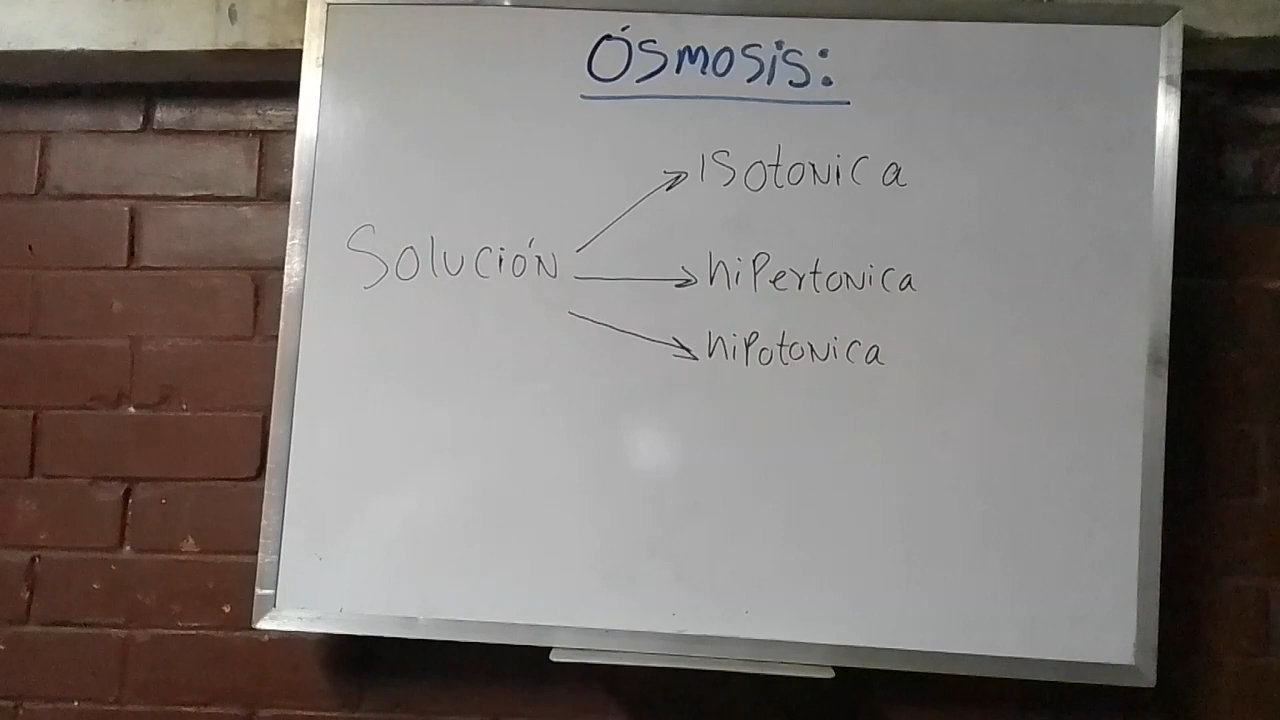 Ósmosis:
Isotonica
Solución
hipertonica
hipotonica